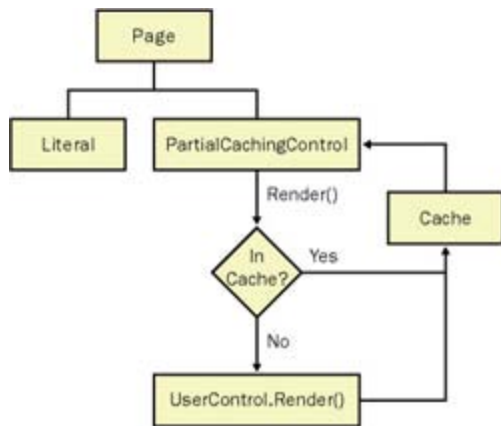 Page
Literal
PartialCachingControl
Render()
Cache
In
Cache?
Yes
No
UserControl.Render()